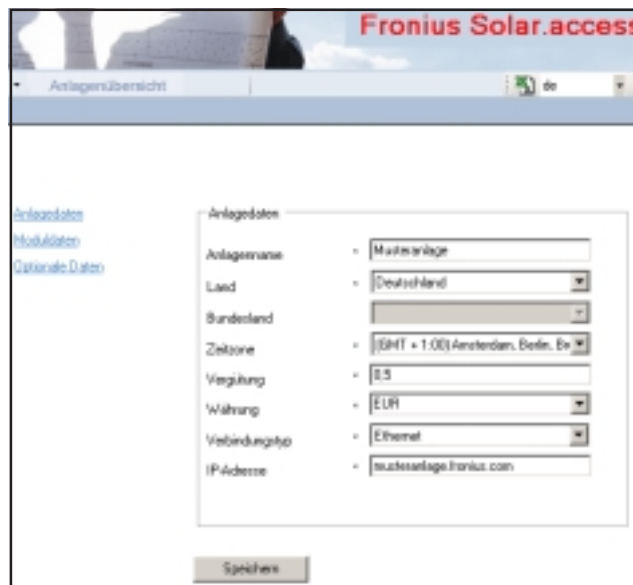 Fronius Solar.access
Anlagenübersicht
de
Anlagedaten
Moduldaten
Optionale Daten
Anlagedaten
Anlagenname * Musteranlage
Land * Deutschland
Bundesland
Zeitzone * (GMT + 1:00) Amsterdam, Berlin, Be
Vergütung * 0,5
Währung * EUR
Verbindungstyp * Ethernet
IP-Adresse * musteranlage.fronius.com
Speichern